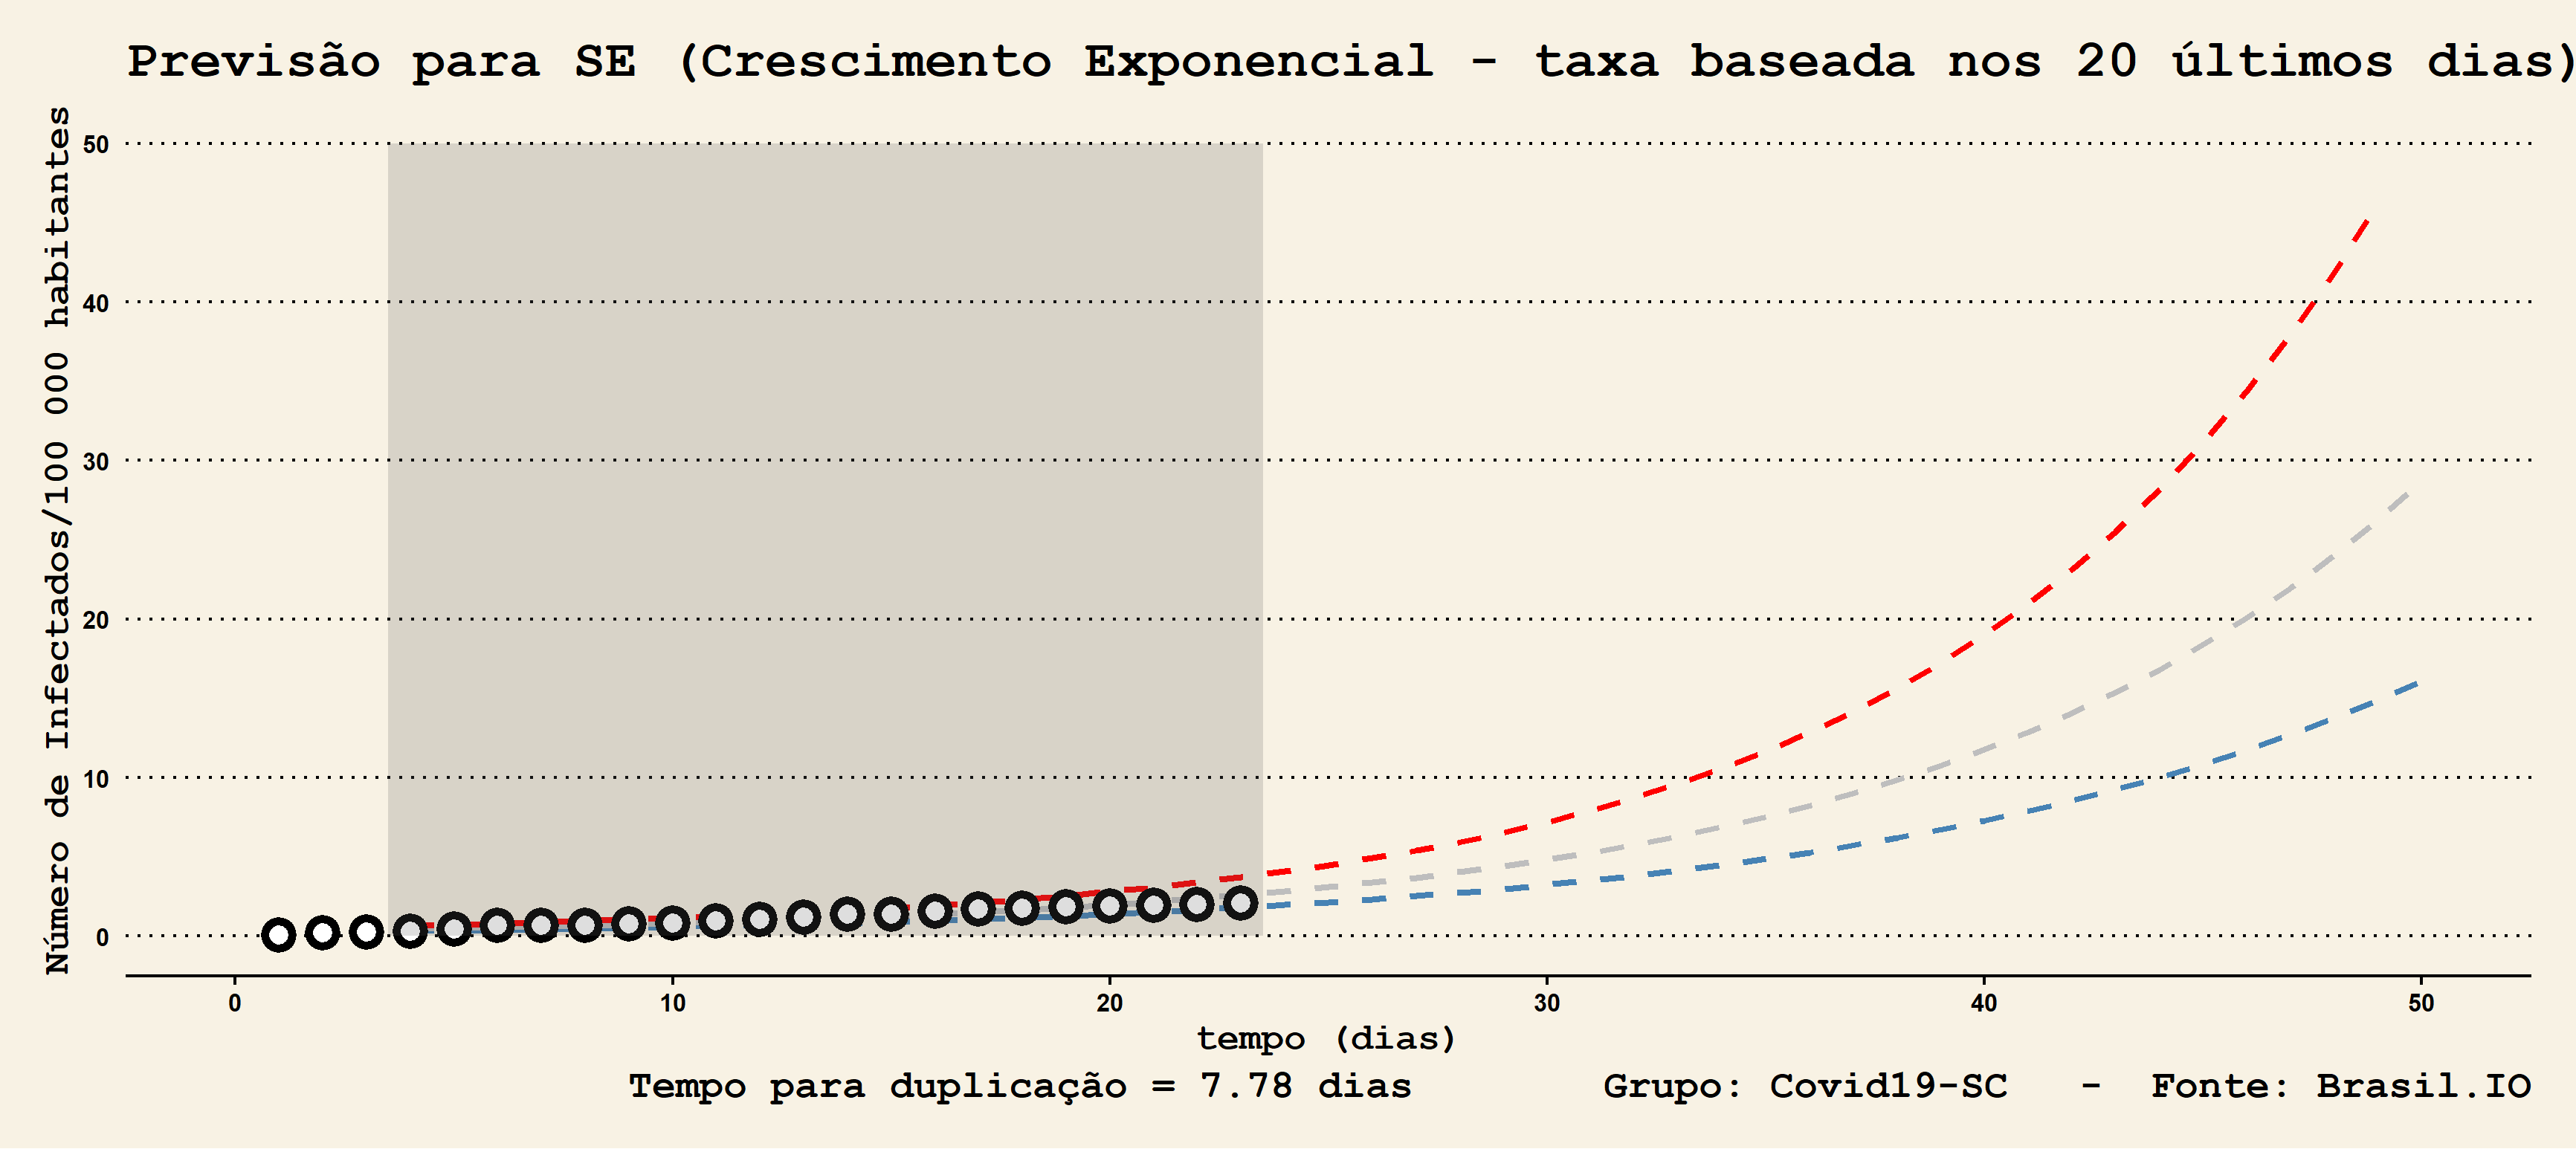 Previsão para SE (Crescimento Exponencial - taxa baseada nos 20 últimos dias)
Número de Infectados/100 000 habitantes
50
40
30
20
10
0
0 10 20 30 40 50
tempo (dias)
Tempo para duplicação = 7.78 dias Grupo: Covid19-SC - Fonte: Brasil.IO